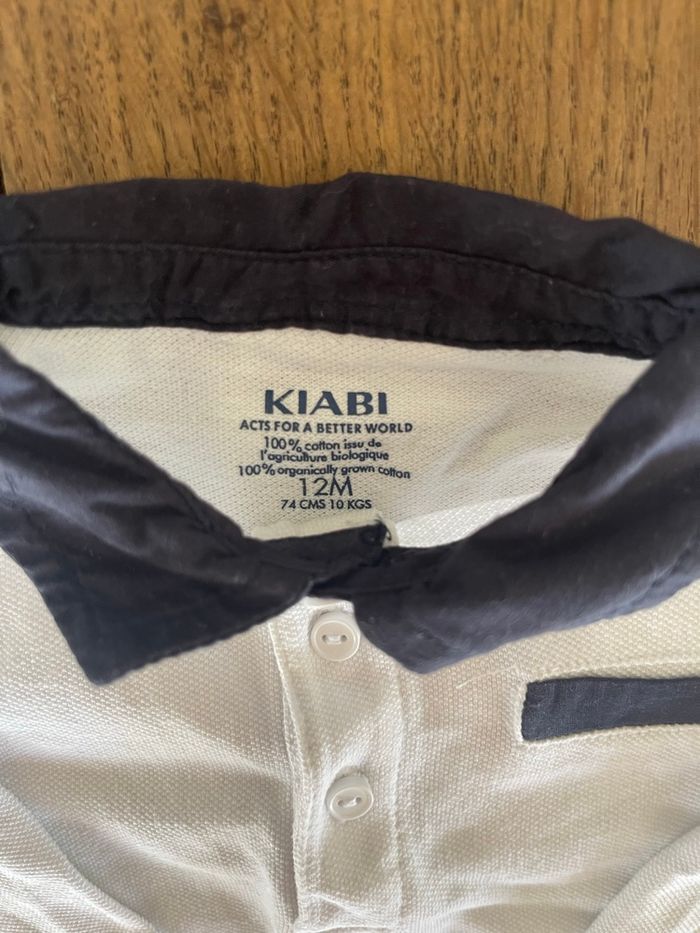 KIABI
ACTS FOR A BETTER WORLD
100% coton issu de
l'agriculture biologique
100% organically grown cotton
12M
74 CMS 10 KGS